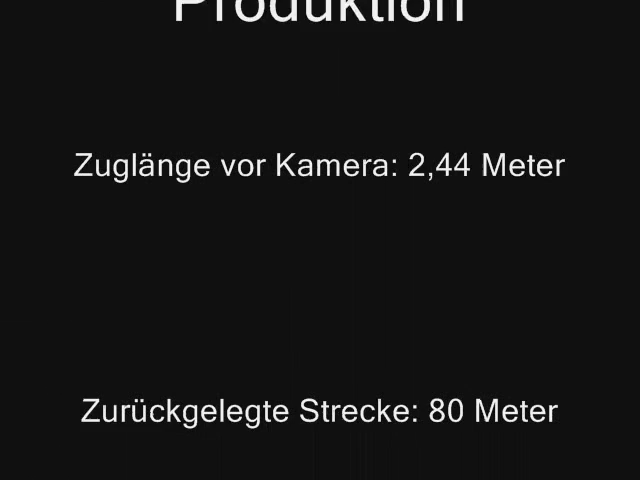 Produktion
Zuglänge vor Kamera: 2,44 Meter
Zurückgelegte Strecke: 80 Meter